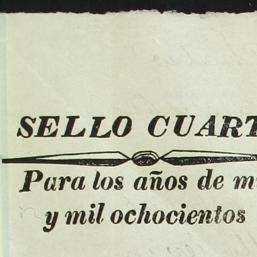 SELLO CUART
Para los años de m
y mil ochocientos